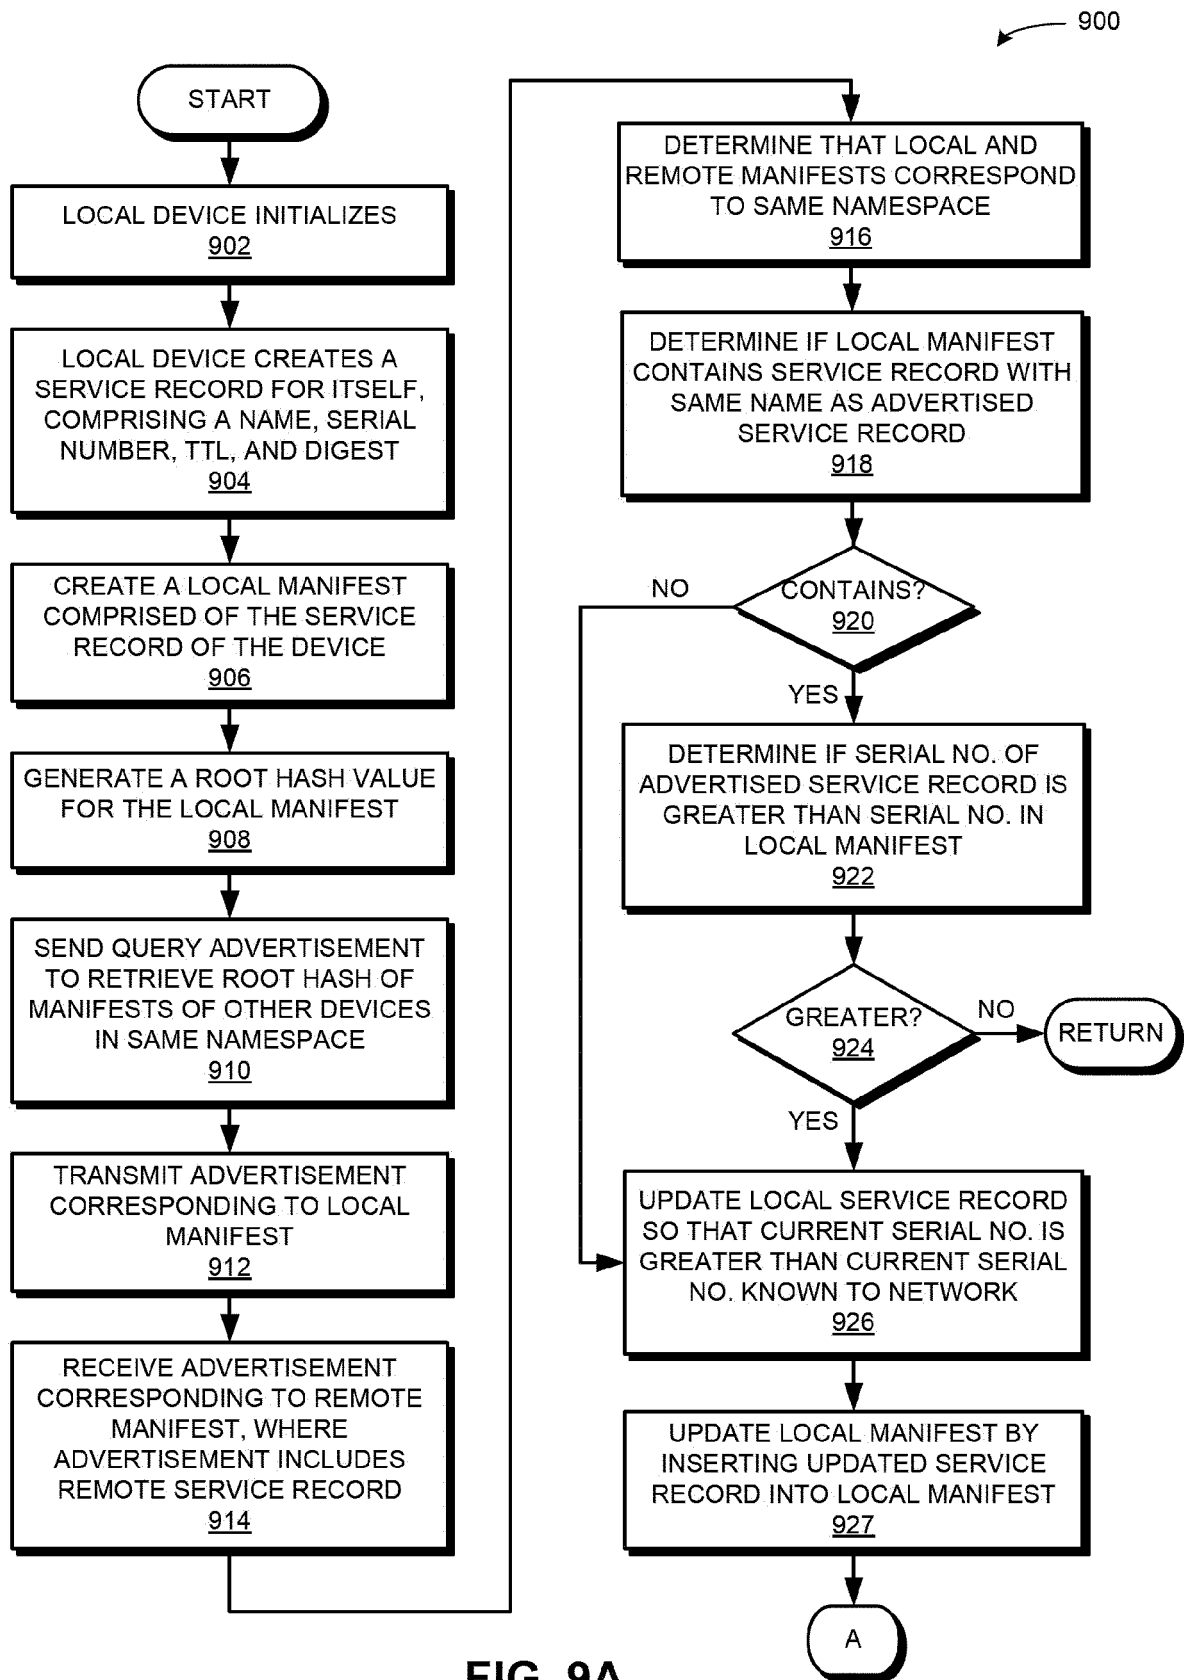 900
START
LOCAL DEVICE INITIALIZES
902
LOCAL DEVICE CREATES A
SERVICE RECORD FOR ITSELF,
COMPRISING A NAME, SERIAL
NUMBER, TTL, AND DIGEST
904
CREATE A LOCAL MANIFEST
COMPRISED OF THE SERVICE
RECORD OF THE DEVICE
906
GENERATE A ROOT HASH VALUE
FOR THE LOCAL MANIFEST
908
SEND QUERY ADVERTISEMENT
TO RETRIEVE ROOT HASH OF
MANIFESTS OF OTHER DEVICES
IN SAME NAMESPACE
910
TRANSMIT ADVERTISEMENT
CORRESPONDING TO LOCAL
MANIFEST
912
RECEIVE ADVERTISEMENT
CORRESPONDING TO REMOTE
MANIFEST, WHERE
ADVERTISEMENT INCLUDES
REMOTE SERVICE RECORD
914
DETERMINE THAT LOCAL AND
REMOTE MANIFESTS CORRESPOND
TO SAME NAMESPACE
916
DETERMINE IF LOCAL MANIFEST
CONTAINS SERVICE RECORD WITH
SAME NAME AS ADVERTISED
SERVICE RECORD
918
CONTAINS?
920
NO
YES
DETERMINE IF SERIAL NO. OF
ADVERTISED SERVICE RECORD IS
GREATER THAN SERIAL NO. IN
LOCAL MANIFEST
922
GREATER?
924
NO
RETURN
YES
UPDATE LOCAL SERVICE RECORD
SO THAT CURRENT SERIAL NO. IS
GREATER THAN CURRENT SERIAL
NO. KNOWN TO NETWORK
926
UPDATE LOCAL MANIFEST BY
INSERTING UPDATED SERVICE
RECORD INTO LOCAL MANIFEST
927
A
FIG. 9A